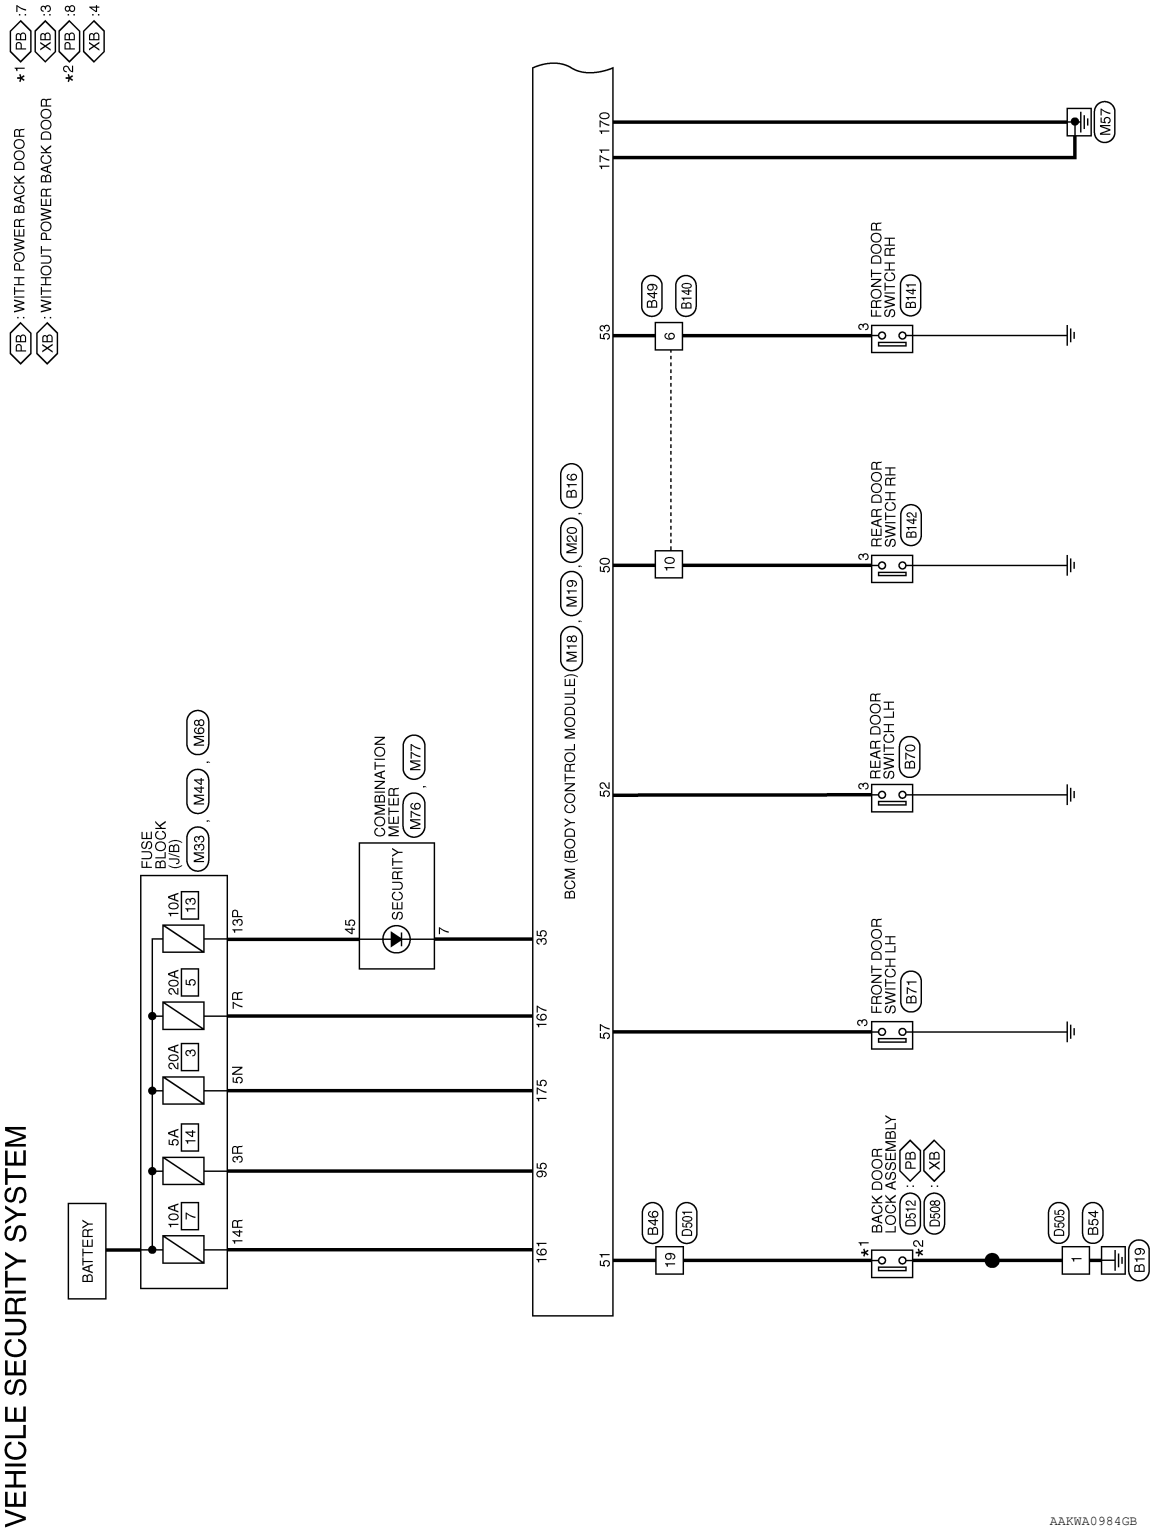 VEHICLE SECURITY SYSTEM
PB : WITH POWER BACK DOOR
XB : WITHOUT POWER BACK DOOR
*1 PB :7
XB :3
*2 PB :8
XB :4
BATTERY
FUSE
BLOCK
(J/B)
M33 , M44 , M68
10A
7
5A
14
20A
3
20A
5
10A
13
14R
3R
5N
7R
13P
COMBINATION
METER
M76 , M77
45
SECURITY
7
161
95
175
167
35
BCM (BODY CONTROL MODULE) M18 , M19 , M20 , B16
51
57
52
50
53
171
170
B46
D501
19
10
6
B49
B140
*1
BACK DOOR
LOCK ASSEMBLY
D512 : PB
D508 : XB
*2
3
FRONT DOOR
SWITCH LH
B71
3
REAR DOOR
SWITCH LH
B70
3
REAR DOOR
SWITCH RH
B142
3
FRONT DOOR
SWITCH RH
B141
D505
B54
1
B19
M57
AAKWA0984GB